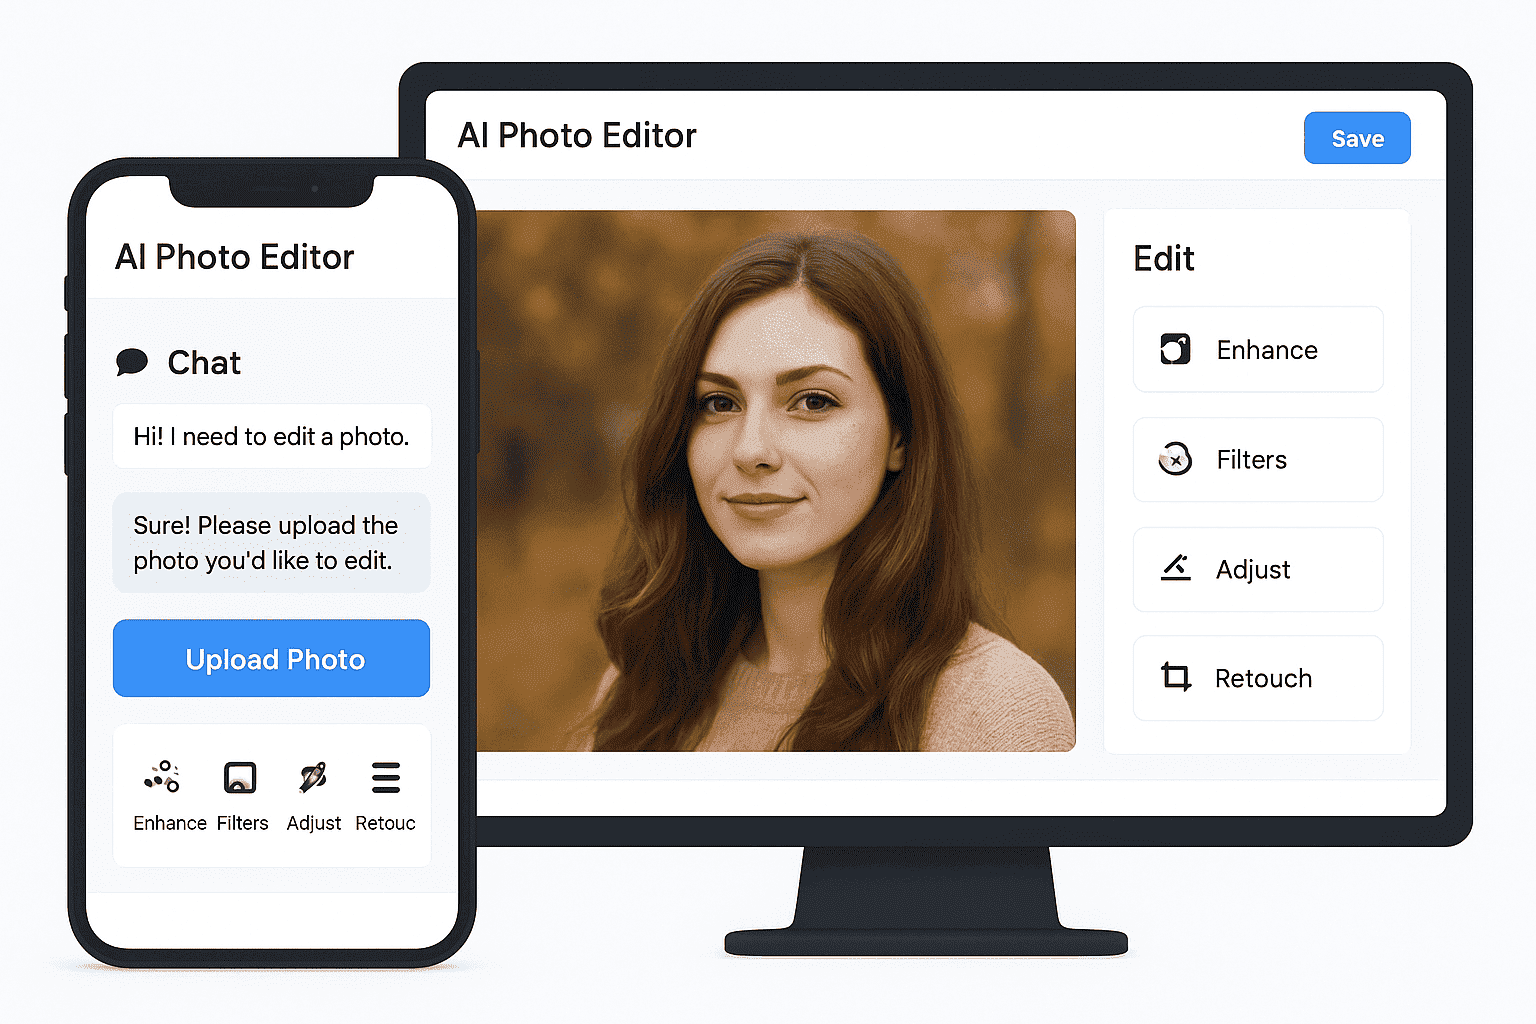 AI Photo Editor
Chat
Hi! I need to edit a photo.
Sure! Please upload the
photo you'd like to edit.
Upload Photo
Enhance Filters Adjust Retouc
AI Photo Editor
Save
Edit
Enhance
Filters
Adjust
Retouch